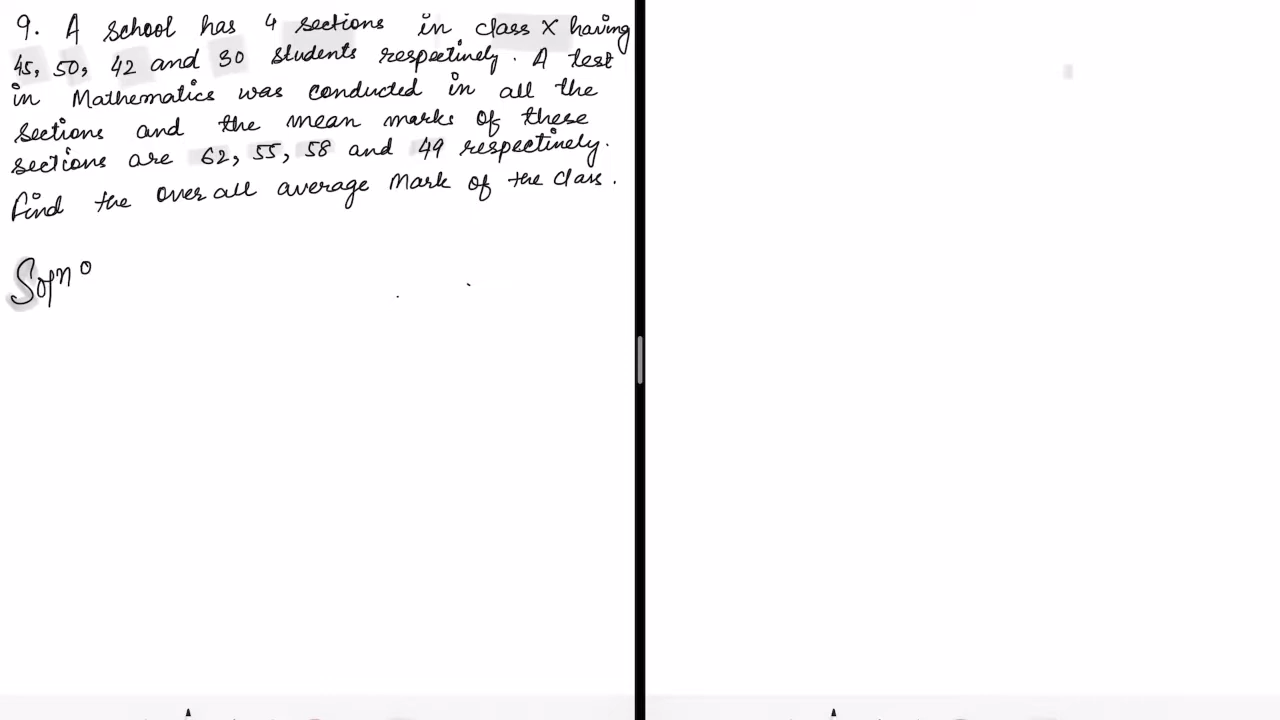 9. A school has 4 sections in class X having
45, 50, 42 and 30 students respectively. A test
in Mathematics was conducted in all the
sections and the mean marks of these
sections are 62, 55, 58 and 49 respectively.
find the over all average Mark of the class.
Soln: